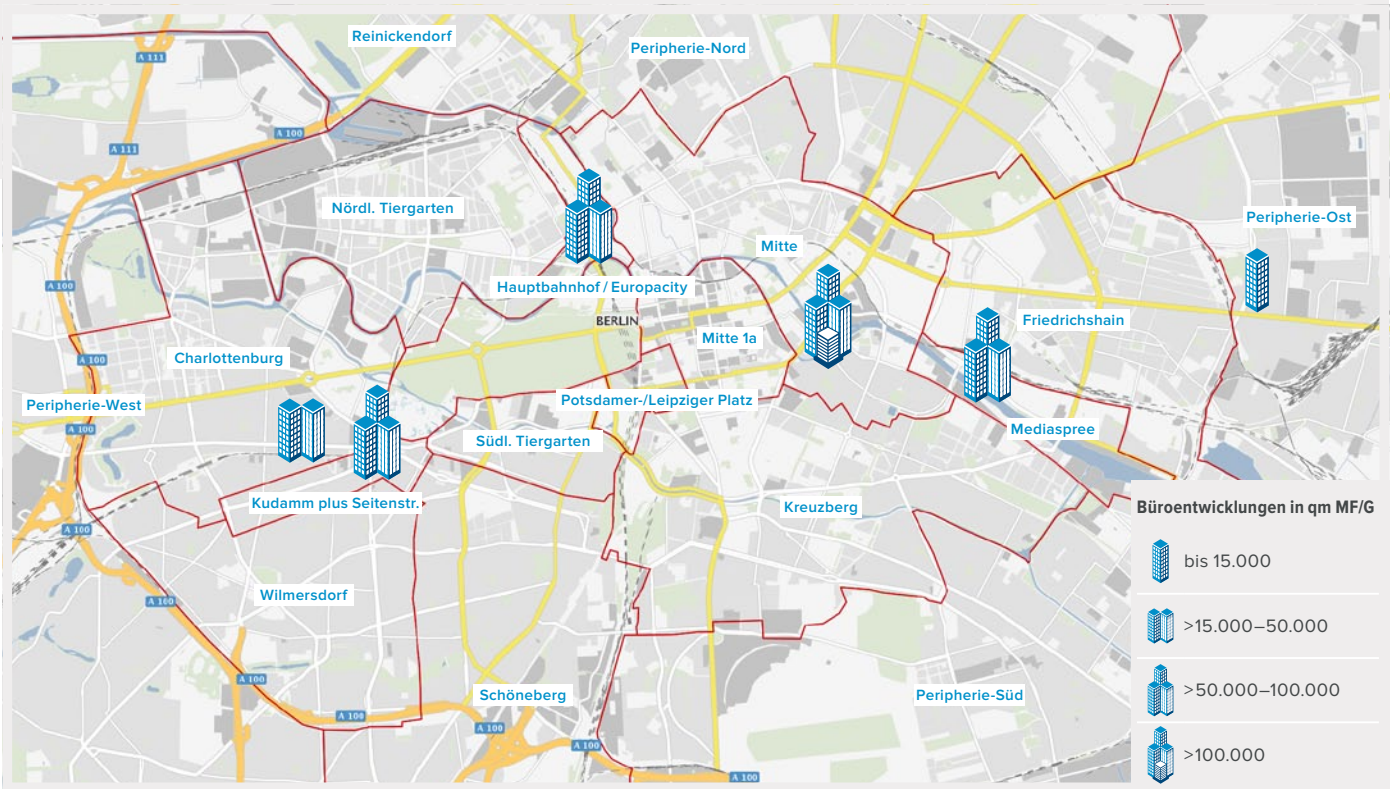 Reinickendorf
Peripherie-Nord
A 111
A 100
A 111
Nördl. Tiergarten
Peripherie-Ost
Mitte
A 100
Hauptbahnhof / Europacity
BERLIN
Friedrichshain
Mitte 1a
Charlottenburg
A 100
Peripherie-West
Potsdamer-/Leipziger Platz
A 100
Südl. Tiergarten
Mediaspree
Kudamm plus Seitenstr.
Kreuzberg
A 100
Wilmersdorf
A 100
A 100
Schöneberg
Peripherie-Süd
A 100
A 100
A 100
A 100
Büroentwicklungen in qm MF/G
bis 15.000
>15.000–50.000
>50.000–100.000
>100.000